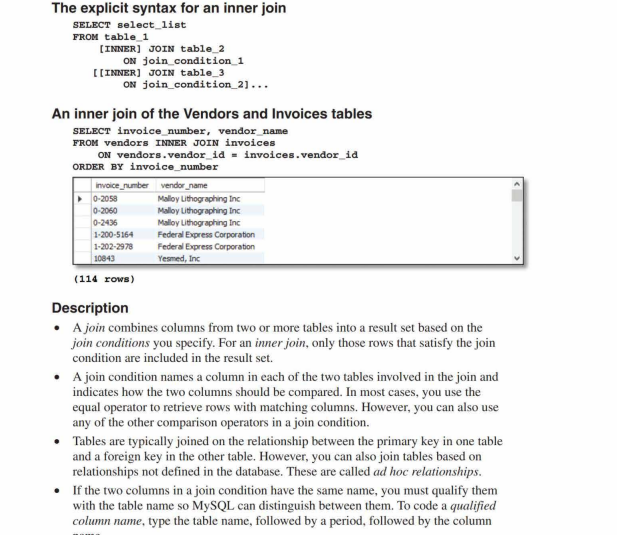 The explicit syntax for an inner join
SELECT select_list
FROM table_1
[INNER] JOIN table_2
ON join_condition_1
[[INNER] JOIN table_3
ON join_condition_2]...
An inner join of the Vendors and Invoices tables
SELECT invoice_number, vendor_name
FROM vendors INNER JOIN invoices
ON vendors.vendor_id = invoices.vendor_id
ORDER BY invoice_number
invoice_number vendor_name
0-2058 Malloy Lithographing Inc
0-2060 Malloy Lithographing Inc
0-2436 Malloy Lithographing Inc
1-200-5164 Federal Express Corporation
1-202-2978 Federal Express Corporation
10843 Yesmed, Inc
(114 rows)
Description
• A join combines columns from two or more tables into a result set based on the
join conditions you specify. For an inner join, only those rows that satisfy the join
condition are included in the result set.
• A join condition names a column in each of the two tables involved in the join and
indicates how the two columns should be compared. In most cases, you use the
equal operator to retrieve rows with matching columns. However, you can also use
any of the other comparison operators in a join condition.
• Tables are typically joined on the relationship between the primary key in one table
and a foreign key in the other table. However, you can also join tables based on
relationships not defined in the database. These are called ad hoc relationships.
• If the two columns in a join condition have the same name, you must qualify them
with the table name so MySQL can distinguish between them. To code a qualified
column name, type the table name, followed by a period, followed by the column